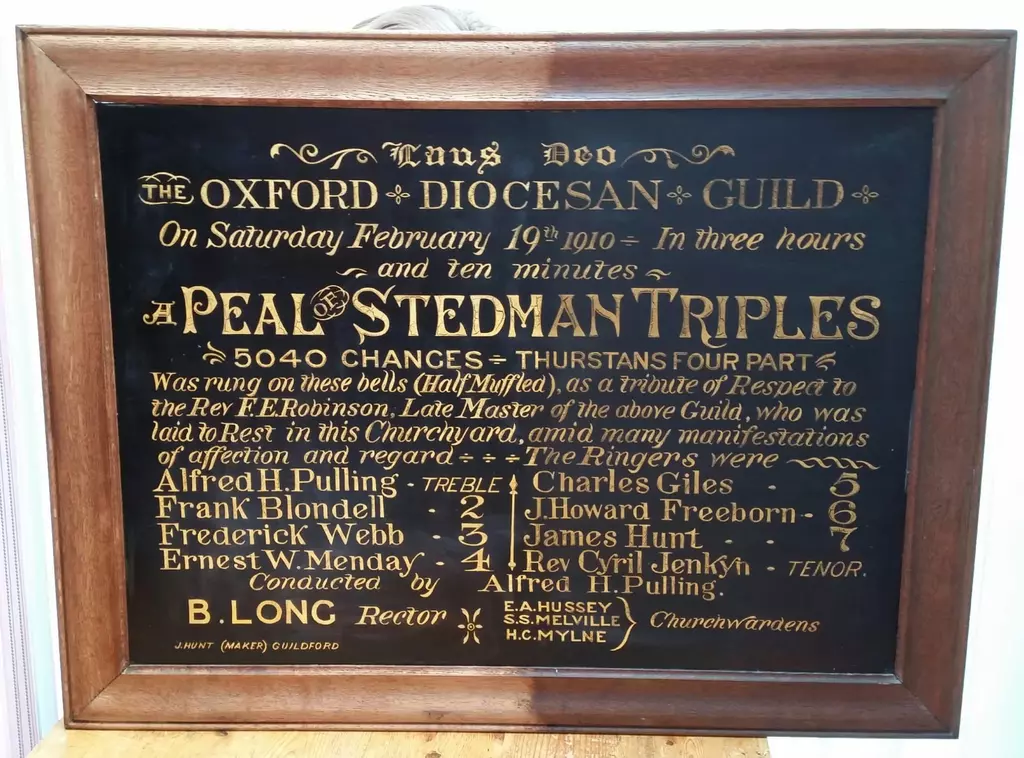 Laus Deo
THE OXFORD DIOCESAN GUILD
On Saturday February 19th 1910 ÷ In three hours
and ten minutes
A PEAL OF STEDMAN TRIPLES
5040 CHANGES ÷ THURSTANS FOUR PART
Was rung on these bells (Half Muffled), as a tribute of Respect to
the Rev F.E.Robinson, Late Master of the above Guild, who was
laid to Rest in this Churchyard, amid many manifestations
of affection and regard ÷ ÷ ÷ The Ringers were
Alfred H. Pulling - TREBLE Charles Giles - 5
Frank Blondell - 2 J. Howard Freeborn - 6
Frederick Webb - 3 James Hunt - - 7
Ernest W. Menday - 4 Rev Cyril Jenkyn - TENOR.
Conducted by Alfred H. Pulling.
B. LONG Rector E.A. HUSSEY
S.S. MELVILLE Churchwardens
H.C. MYLNE
J. HUNT (MAKER) GUILDFORD